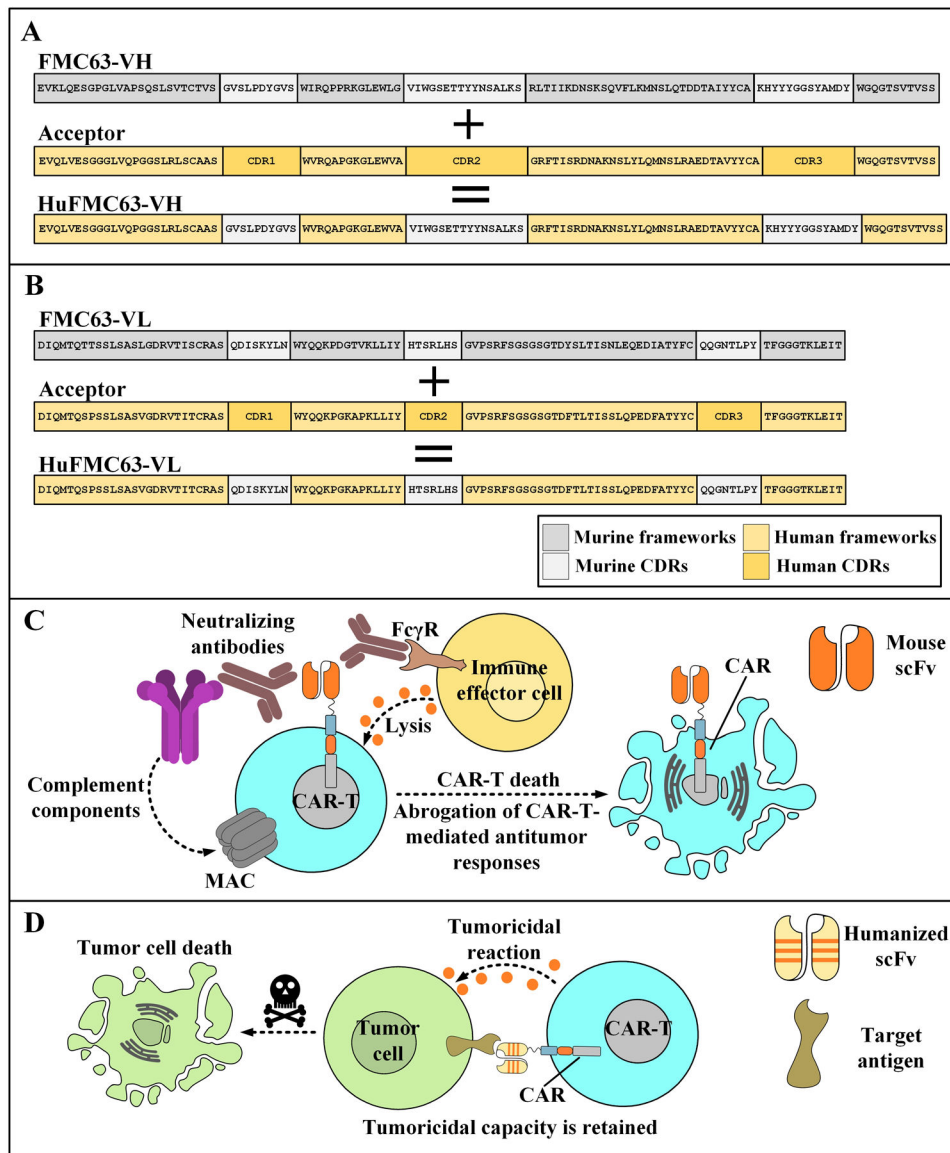 A
FMC63-VH
EVKLQESGPGLVAPSQSLSVTCTVS GVSLPDYGVS WIRQPPRKGLEWLG VIWGSETTYYNSALKS RLTIIKDNSKSQVFLKMNSLQTDDTAIYYCA KHYYYGGSYAMDY WGQGTSVTVSS
+
Acceptor
EVQLVESGGGLVQPGGSLRLSCAAS CDR1 WVRQAPGKGLEWVA CDR2 GRFTISRDNAKNSLYLQMNSLRAEDTAVYYCA CDR3 WGQGTSVTVSS
=
HuFMC63-VH
EVQLVESGGGLVQPGGSLRLSCAAS GVSLPDYGVS WVRQAPGKGLEWVA VIWGSETTYYNSALKS GRFTISRDNAKNSLYLQMNSLRAEDTAVYYCA KHYYYGGSYAMDY WGQGTSVTVSS
B
FMC63-VL
DIQMTQTTSSLSASLGDRVTISCRAS QDISKYLN WYQQKPDGTVKLLIY HTSRLHS GVPSRFSGSGSGTDYSLTISNLEQEDIATYFC QQGNTLPY TFGGGTKLEIT
+
Acceptor
DIQMTQSPSSLSASVGDRVTITCRAS CDR1 WYQQKPGKAPKLLIY CDR2 GVPSRFSGSGSGTDFTLTISSLQPEDFATYYC CDR3 TFGGGTKLEIT
=
HuFMC63-VL
DIQMTQSPSSLSASVGDRVTITCRAS QDISKYLN WYQQKPGKAPKLLIY HTSRLHS GVPSRFSGSGSGTDFTLTISSLQPEDFATYYC QQGNTLPY TFGGGTKLEIT
Murine frameworks
Human frameworks
Murine CDRs
Human CDRs
C
Neutralizing
antibodies
FcγR
Immune
effector cell
Lysis
CAR
Mouse
scFv
Complement
components
CAR-T
MAC
CAR-T death
Abrogation of CAR-T-
mediated antitumor
responses
D
Tumor cell death
Tumoricidal
reaction
Humanized
scFv
Tumor
cell
CAR-T
CAR
Target
antigen
Tumoricidal capacity is retained